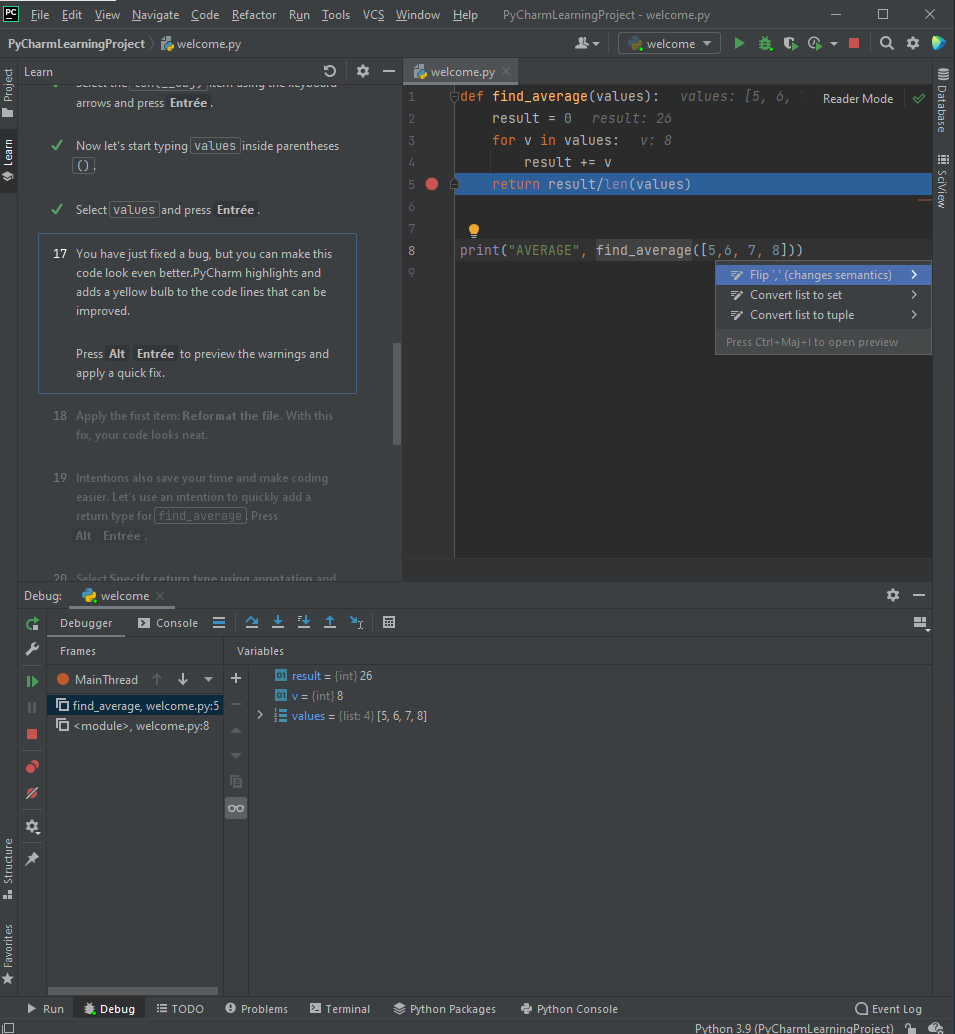 PC File Edit View Navigate Code Refactor Run Tools VCS Window Help PyCharmLearningProject - welcome.py
PyCharmLearningProject welcome.py welcome
Project
Learn
Structure
Favorites
Learn
Select the len(__obj) item using the keyboard
arrows and press Entrée .
Now let's start typing values inside parentheses
().
Select values and press Entrée .
17 You have just fixed a bug, but you can make this
code look even better.PyCharm highlights and
adds a yellow bulb to the code lines that can be
improved.
Press Alt Entrée to preview the warnings and
apply a quick fix.
18 Apply the first item: Reformat the file. With this
fix, your code looks neat.
19 Intentions also save your time and make coding
easier. Let's use an intention to quickly add a
return type for find_average. Press
Alt Entrée .
20 Select Specify return type using annotation and
welcome.py
1 def find_average(values): values: [5, 6,
Reader Mode
2 result = 0 result: 26
3 for v in values: v: 8
4 result += v
5 return result/len(values)
6
7
8 print("AVERAGE", find_average([5,6, 7, 8]))
9
Flip ',' (changes semantics)
Convert list to set
Convert list to tuple
Press Ctrl+Maj+I to open preview
Database
SciView
Debug: welcome
Debugger Console
Frames
Variables
MainThread
find_average, welcome.py:5
<module>, welcome.py:8
result = {int} 26
v = {int} 8
values = {list: 4} [5, 6, 7, 8]
Run Debug TODO Problems Terminal Python Packages Python Console Event Log
Python 3.9 (PyCharmLearningProject)